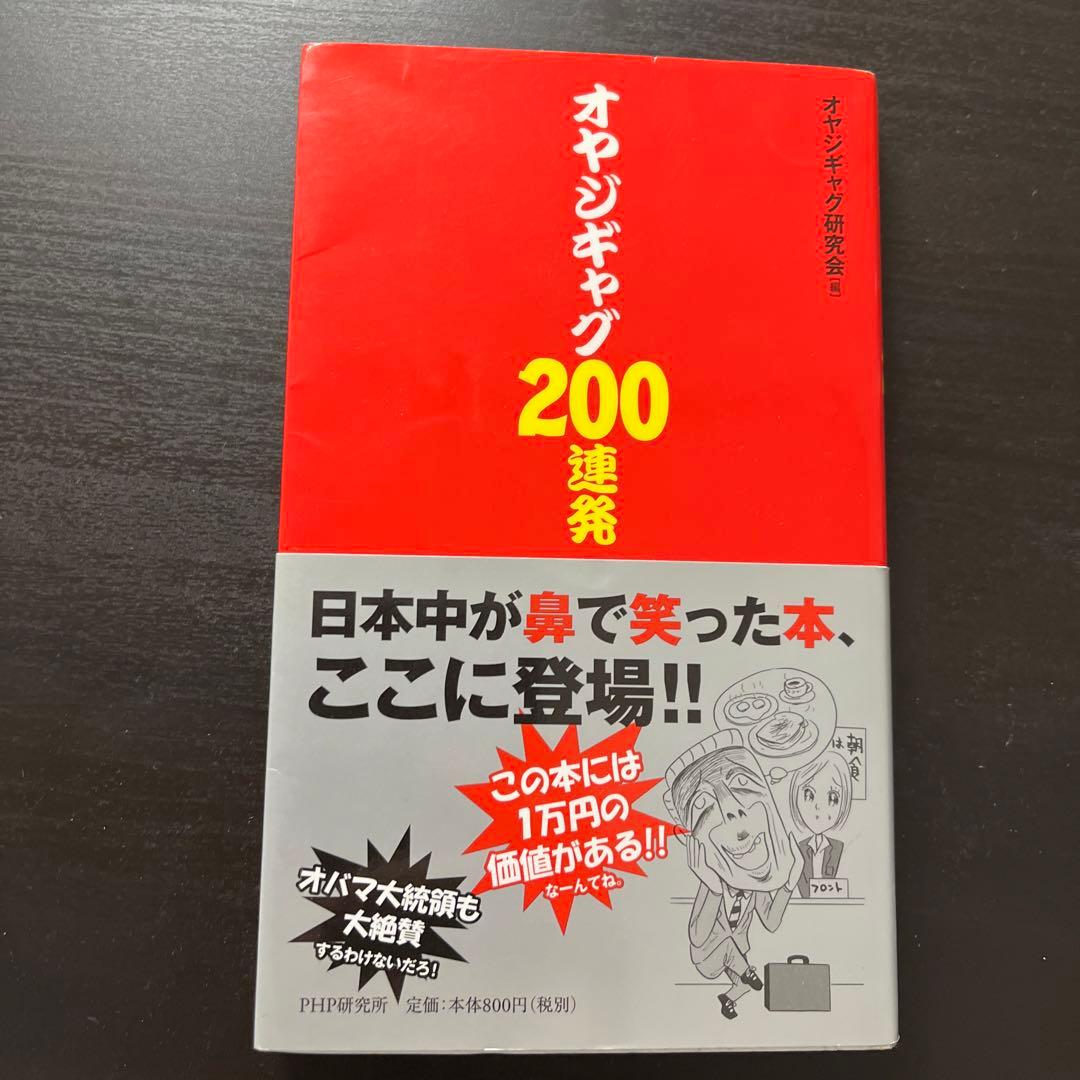 オヤジギャグ研究会[編]
オヤジギャグ
200
連発
日本中が鼻で笑った本、
ここに登場!!
この本には
1万円の
価値がある!!
なーんてね。
オバマ大統領も
大絶賛
するわけないだろ!
朝食
は
フロント
PHP研究所 定価:本体800円(税別)